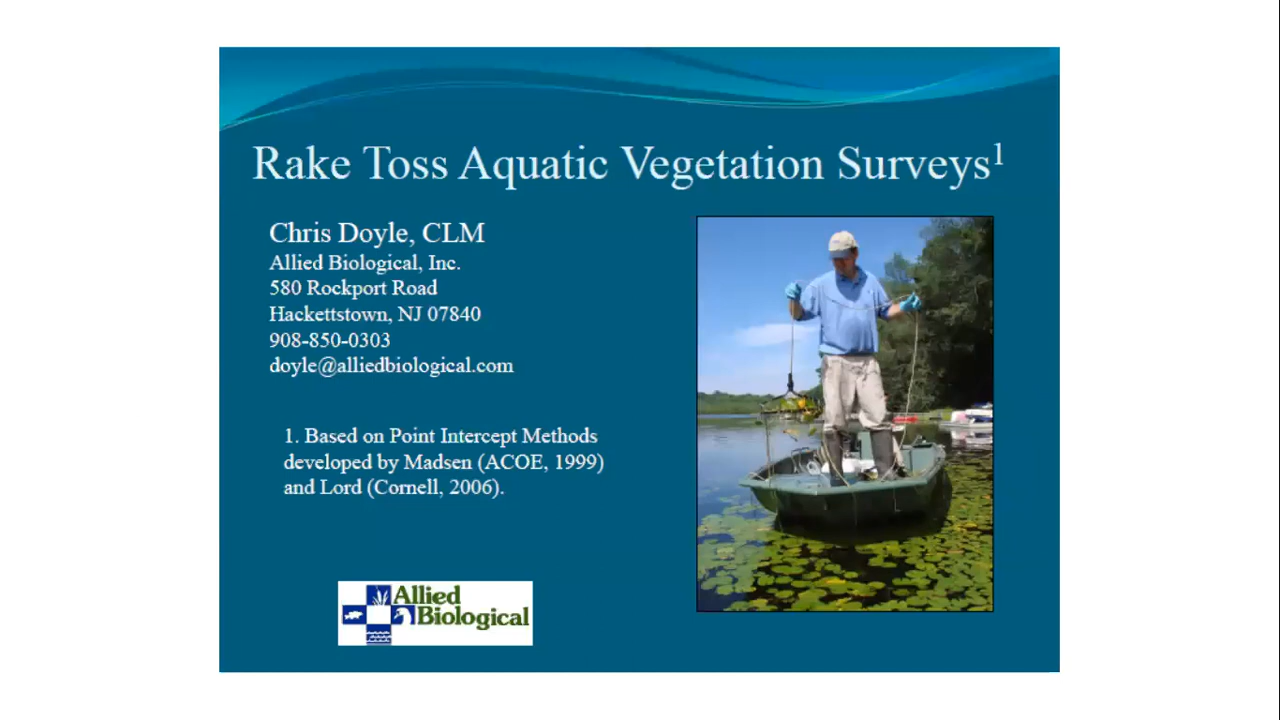 Rake Toss Aquatic Vegetation Surveys¹
Chris Doyle, CLM
Allied Biological, Inc.
580 Rockport Road
Hackettstown, NJ 07840
908-850-0303
doyle@alliedbiological.com
1. Based on Point Intercept Methods
developed by Madsen (ACOE, 1999)
and Lord (Cornell, 2006).
Allied
Biological